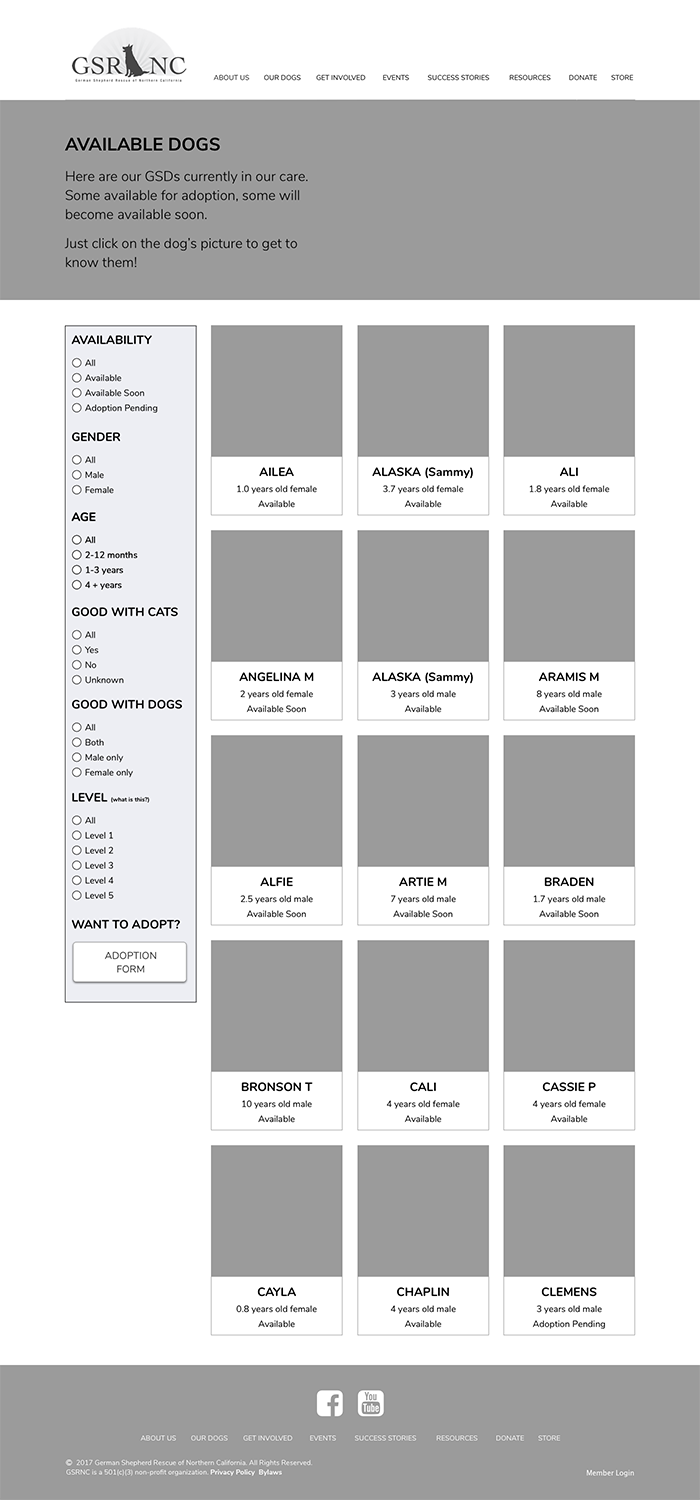 GSR NC
German Shepherd Rescue of Northern California
ABOUT US OUR DOGS GET INVOLVED EVENTS SUCCESS STORIES RESOURCES DONATE STORE
AVAILABLE DOGS
Here are our GSDs currently in our care.
Some available for adoption, some will
become available soon.
Just click on the dog’s picture to get to
know them!
AVAILABILITY
All
Available
Available Soon
Adoption Pending
GENDER
All
Male
Female
AGE
All
2-12 months
1-3 years
4 + years
GOOD WITH CATS
All
Yes
No
Unknown
GOOD WITH DOGS
All
Both
Male only
Female only
LEVEL (what is this?)
All
Level 1
Level 2
Level 3
Level 4
Level 5
WANT TO ADOPT?
ADOPTION
FORM
AILEA
1.0 years old female
Available
ALASKA (Sammy)
3.7 years old female
Available
ALI
1.8 years old female
Available
ANGELINA M
2 years old female
Available Soon
ALASKA (Sammy)
3 years old male
Available
ARAMIS M
8 years old male
Available Soon
ALFIE
2.5 years old male
Available Soon
ARTIE M
7 years old male
Available Soon
BRADEN
1.7 years old male
Available Soon
BRONSON T
10 years old male
Available
CALI
4 years old female
Available
CASSIE P
4 years old female
Available
CAYLA
0.8 years old female
Available
CHAPLIN
4 years old male
Available
CLEMENS
3 years old male
Adoption Pending
f
You
Tube
ABOUT US OUR DOGS GET INVOLVED EVENTS SUCCESS STORIES RESOURCES DONATE STORE
© 2017 German Shepherd Rescue of Northern California. All Rights Reserved.
GSRNC is a 501(c)(3) non-profit organization. Privacy Policy Bylaws
Member Login